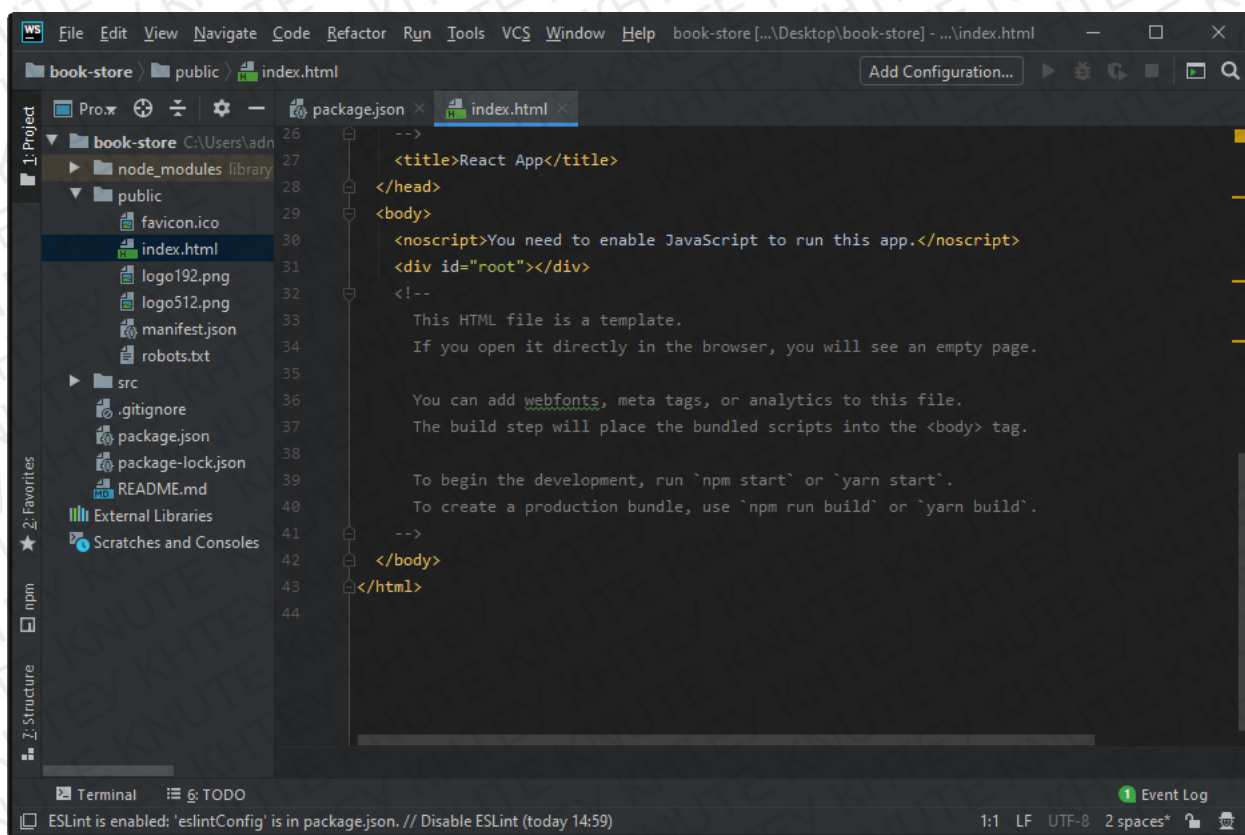 WS File Edit View Navigate Code Refactor Run Tools VCS Window Help book-store [...\Desktop\book-store] - ...\index.html
book-store public index.html Add Configuration...
1: Project
Pro.
package.json index.html
book-store C:\Users\adn
node_modules library
public
favicon.ico
index.html
logo192.png
logo512.png
manifest.json
robots.txt
src
.gitignore
package.json
package-lock.json
README.md
External Libraries
Scratches and Consoles
2: Favorites
npm
7: Structure
26 -->
27 <title>React App</title>
28 </head>
29 <body>
30 <noscript>You need to enable JavaScript to run this app.</noscript>
31 <div id="root"></div>
32 <!--
33 This HTML file is a template.
34 If you open it directly in the browser, you will see an empty page.
35
36 You can add webfonts, meta tags, or analytics to this file.
37 The build step will place the bundled scripts into the <body> tag.
38
39 To begin the development, run `npm start` or `yarn start`.
40 To create a production bundle, use `npm run build` or `yarn build`.
41 -->
42 </body>
43 </html>
44
Terminal 6: TODO 1 Event Log
ESLint is enabled: 'eslintConfig' is in package.json. // Disable ESLint (today 14:59) 1:1 LF UTF-8 2 spaces*
KNUTE KHTEY